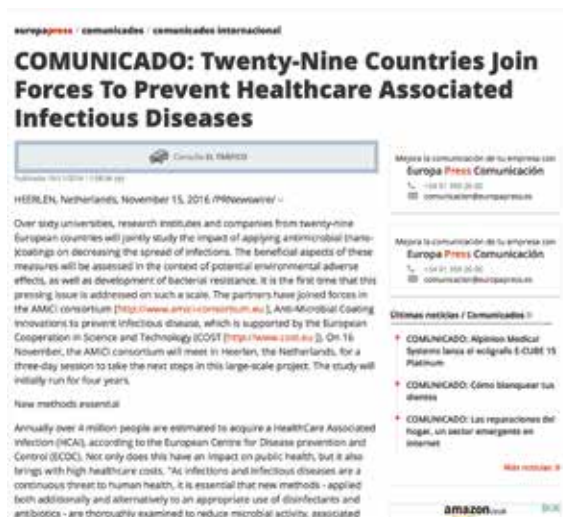 europapress / comunicados / comunicados internacional
COMUNICADO: Twenty-Nine Countries Join
Forces To Prevent Healthcare Associated
Infectious Diseases
Consulta EL TRÁFICO
HEERLEN, Netherlands, November 15, 2016 /PRNewswire/ --
Over sixty universities, research institutes and companies from twenty-nine
European countries will jointly study the impact of applying antimicrobial (nano-
)coatings on decreasing the spread of infections. The beneficial aspects of these
measures will be assessed in the context of potential environmental adverse
effects, as well as development of bacterial resistance. It is the first time that this
pressing issue is addressed on such a scale. The partners have joined forces in
the AMiCI consortium [http://www.amici-consortium.eu ], Anti-Microbial Coating
Innovations to prevent infectious disease, which is supported by the European
Cooperation in Science and Technology (COST [http://www.cost.eu ]). On 16
November, the AMiCI consortium will meet in Heerlen, the Netherlands, for a
three-day session to take the next steps in this large-scale project. The study will
initially run for four years.
New methods essential
Annually over 4 million people are estimated to acquire a HealthCare Associated
Infection (HCAI), according to the European Centre for Disease prevention and
Control (ECDC). Not only does this have an impact on public health, but it also
brings with high healthcare costs. "As infections and infectious diseases are a
continuous threat to human health, it is essential that new methods - applied
both additionally and alternatively to an appropriate use of disinfectants and
antibiotics - are thoroughly examined to reduce microbial activity, associated
Mejora la comunicación de tu empresa con
Europa Press Comunicación
comunicacion@europapress.es
Mejora la comunicación de tu empresa con
Europa Press Comunicación
comunicacion@europapress.es
Últimas noticias / Comunicados »
COMUNICADO: Alpinion Medical
Systems lanza el ecógrafo E-CUBE 15
Platinum
COMUNICADO: Cómo blanquear tus
dientes
COMUNICADO: Las reparaciones del
hogar, un sector emergente en
internet
Más noticias »
amazon.co.uk